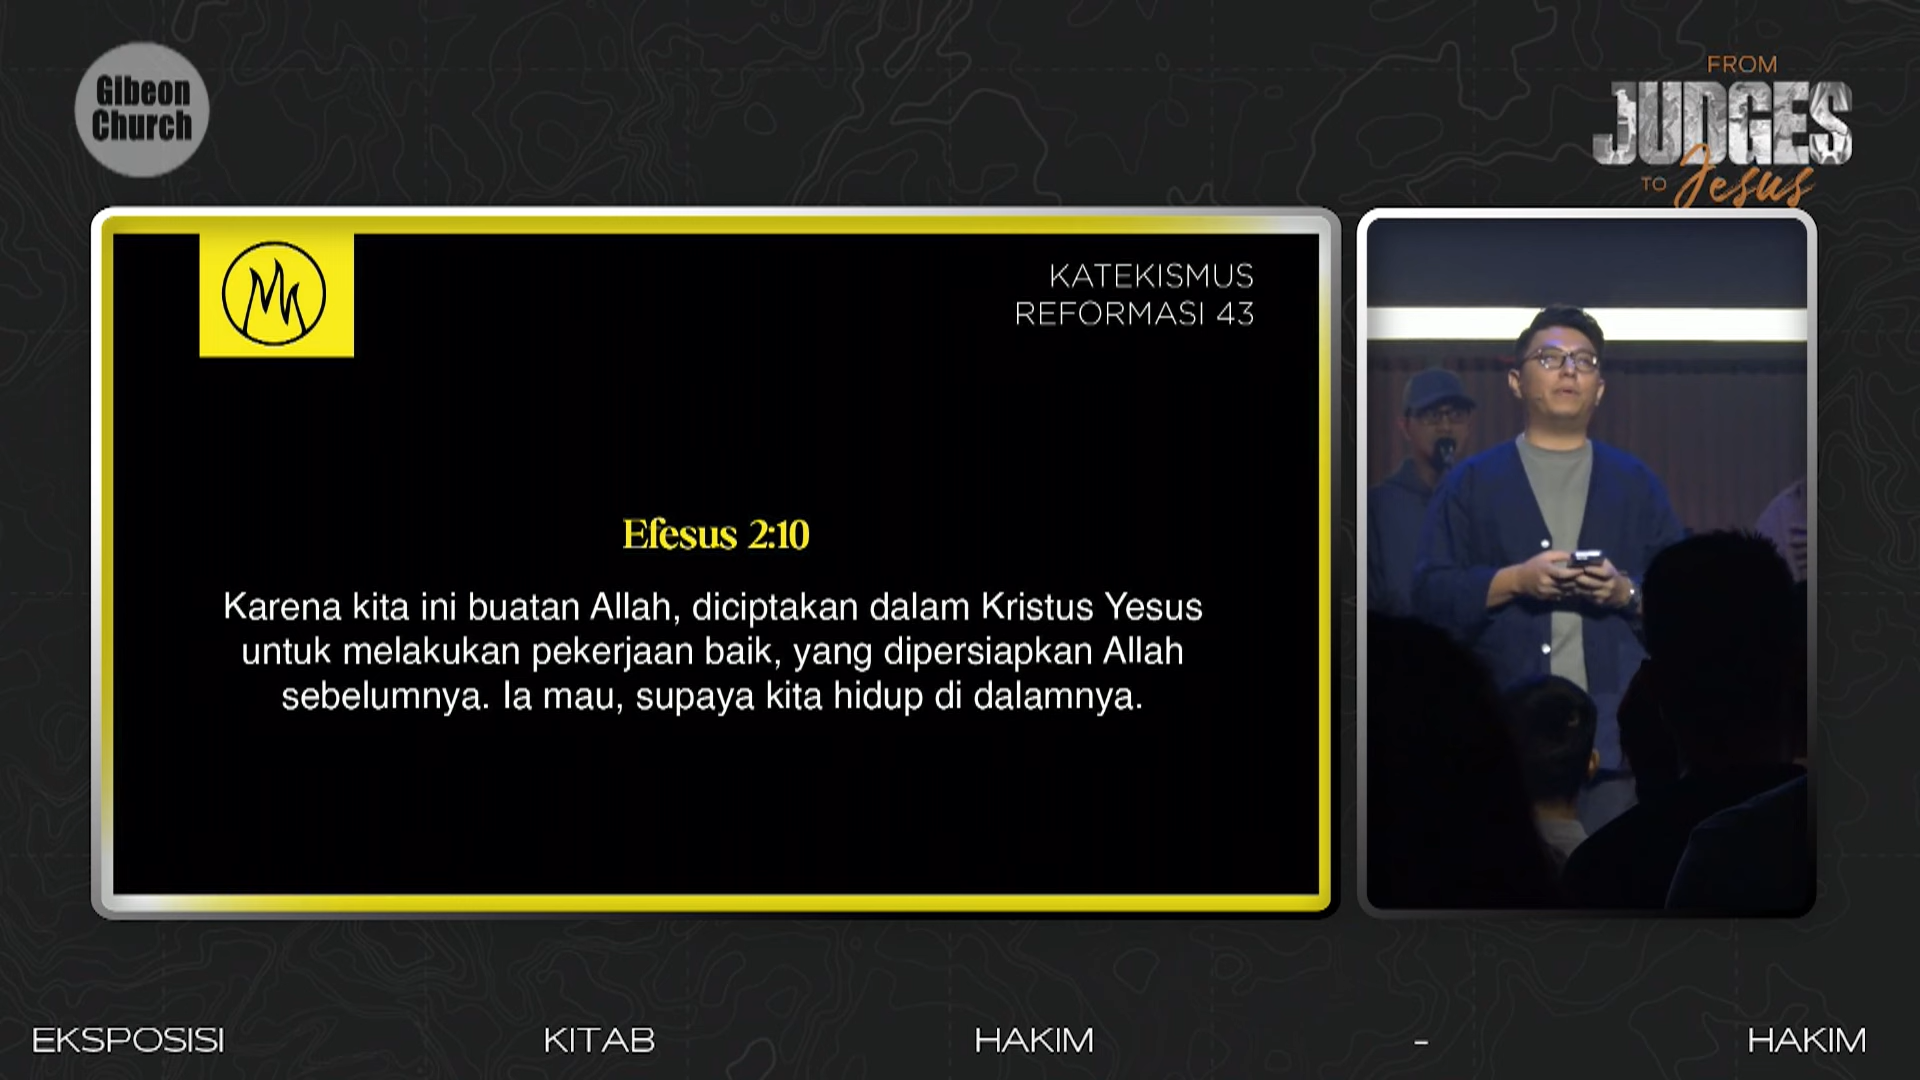 Gibeon
Church
FROM
JUDGES
TO Jesus
KATEKISMUS
REFORMASI 43
Efesus 2:10
Karena kita ini buatan Allah, diciptakan dalam Kristus Yesus
untuk melakukan pekerjaan baik, yang dipersiapkan Allah
sebelumnya. Ia mau, supaya kita hidup di dalamnya.
EKSPOSISI KITAB HAKIM - HAKIM